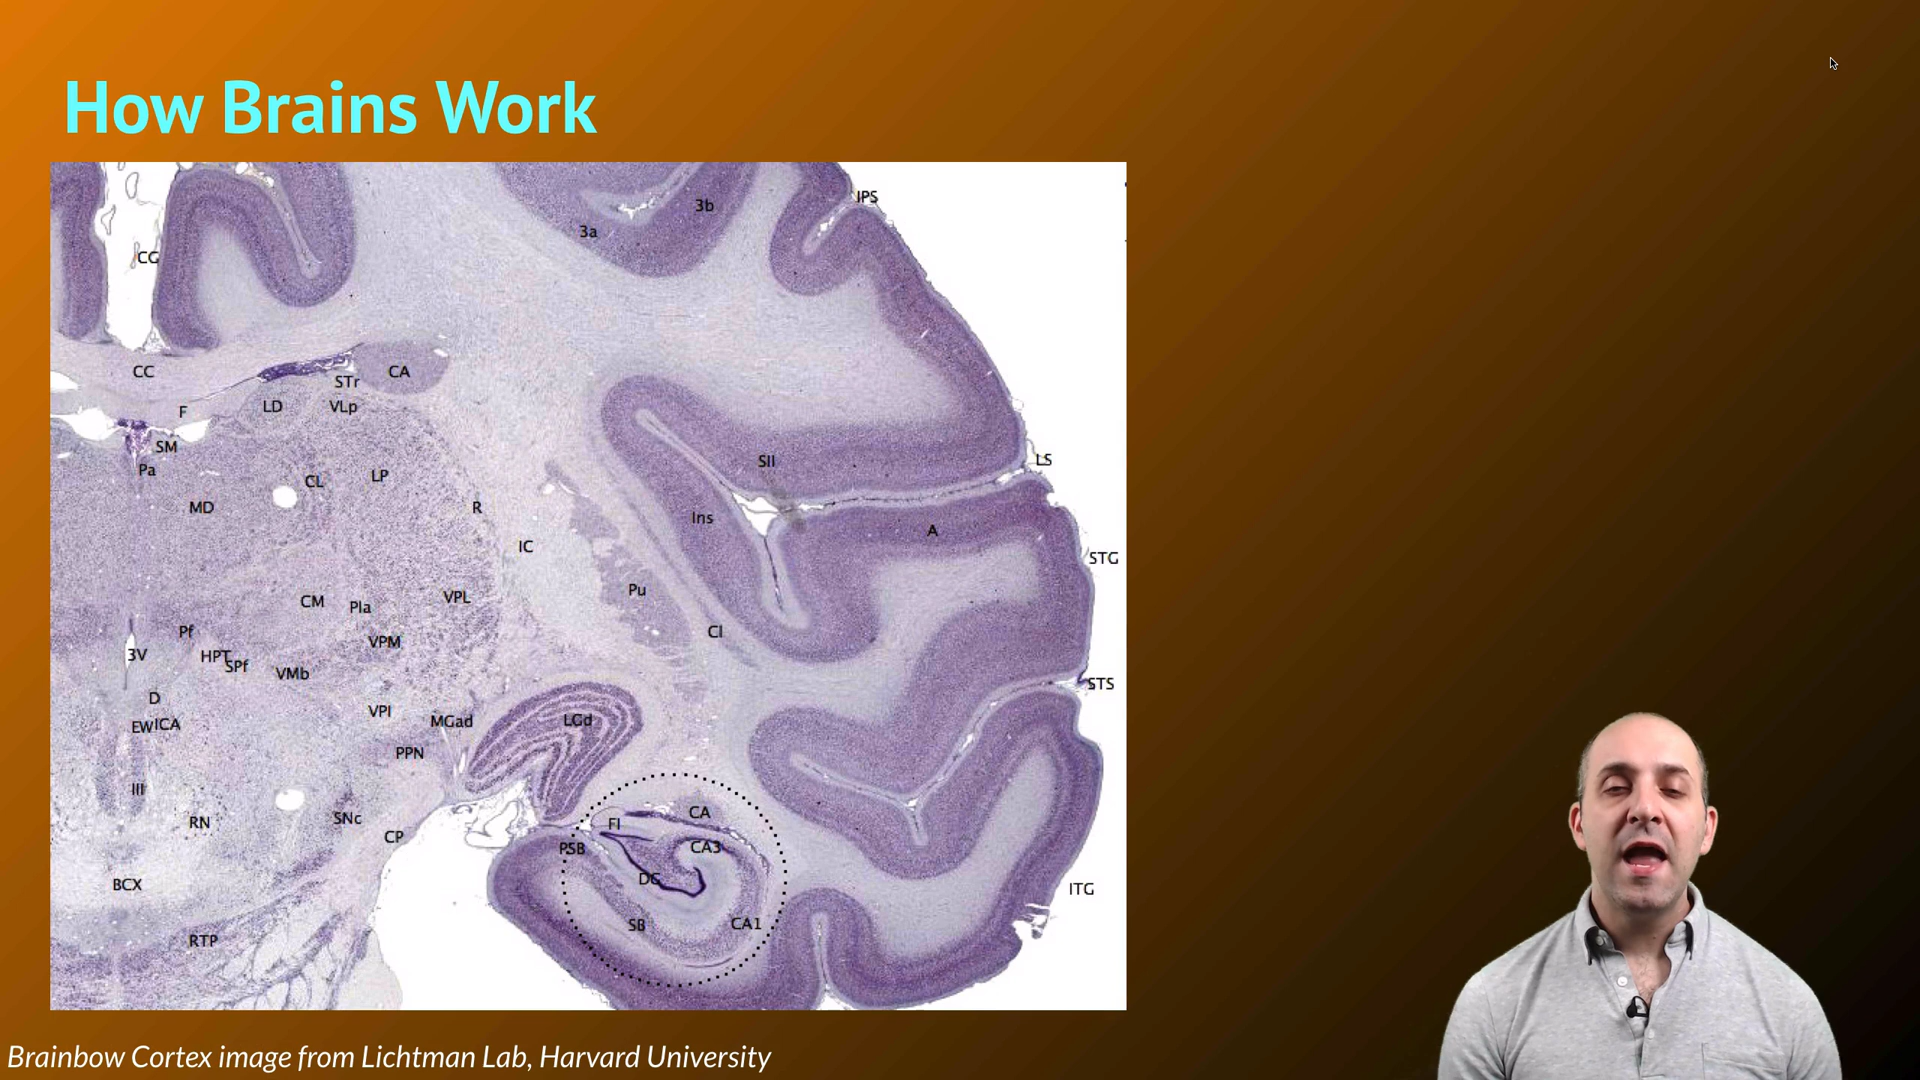 How Brains Work
IPS
3b
3a
CG
CC
STr
CA
F
LD
VLp
SM
Pa
CL
LP
SII
LS
MD
R
Ins
A
IC
STG
Pu
CM
Pla
VPL
Pf
VPM
Cl
3V
HPT
SPf
VMb
STS
D
EW
ICA
VPl
MGad
LGd
PPN
III
RN
SNc
CP
FI
CA
PSB
CA3
DG
BCX
ITG
SB
CA1
RTP
Brainbow Cortex image from Lichtman Lab, Harvard University